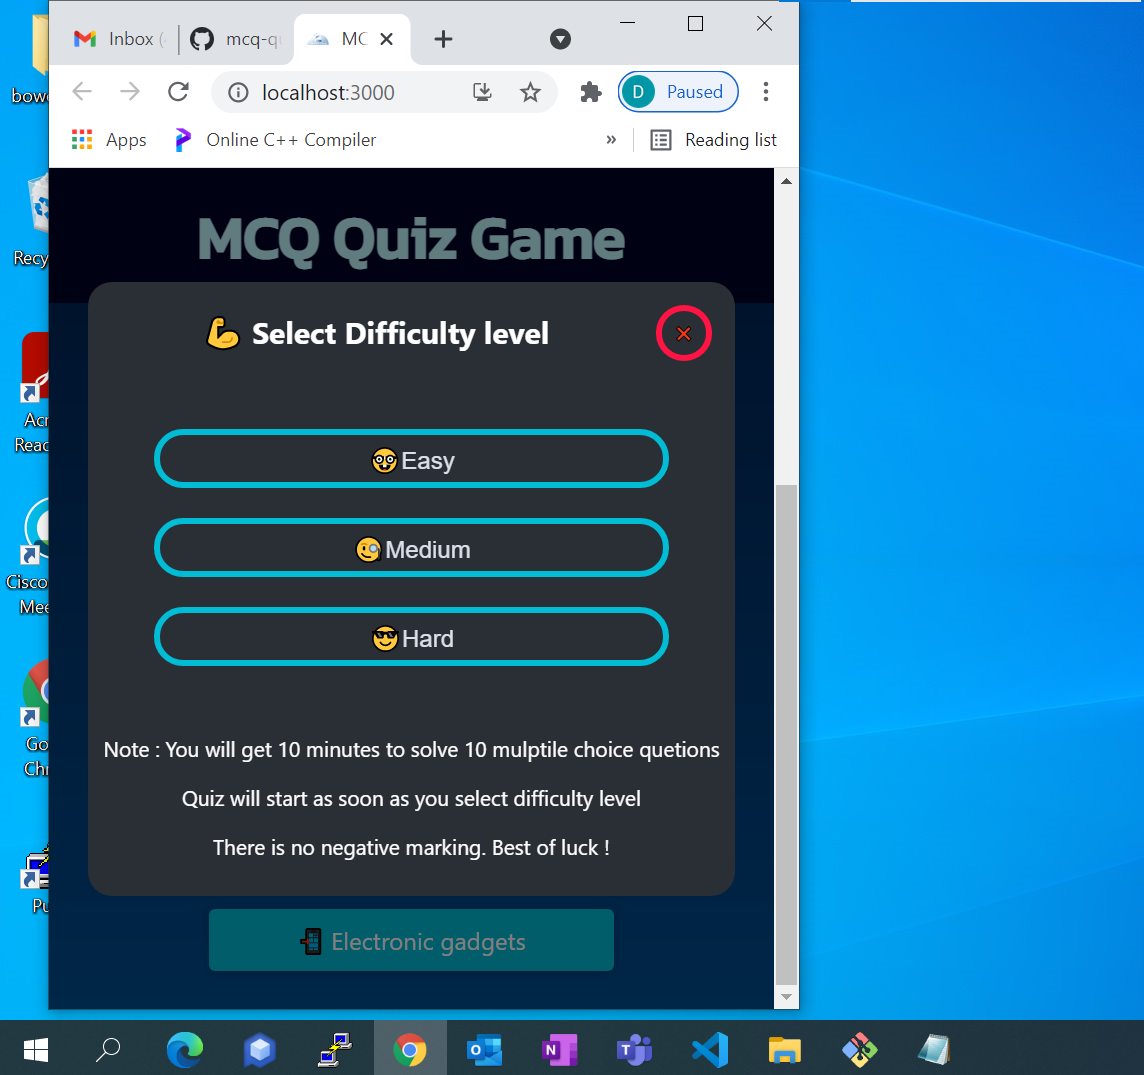 Inbox (
mcq-qu
MC
localhost:3000
D
Paused
Apps
Online C++ Compiler
»
Reading list
bowe
Recy
Acr
Read
Cisco
Mee
Go
Chr
Pu
MCQ Quiz Game
💪 Select Difficulty level
❌
🤓Easy
🧐Medium
😎Hard
Note : You will get 10 minutes to solve 10 mulptile choice quetions
Quiz will start as soon as you select difficulty level
There is no negative marking. Best of luck !
📲 Electronic gadgets